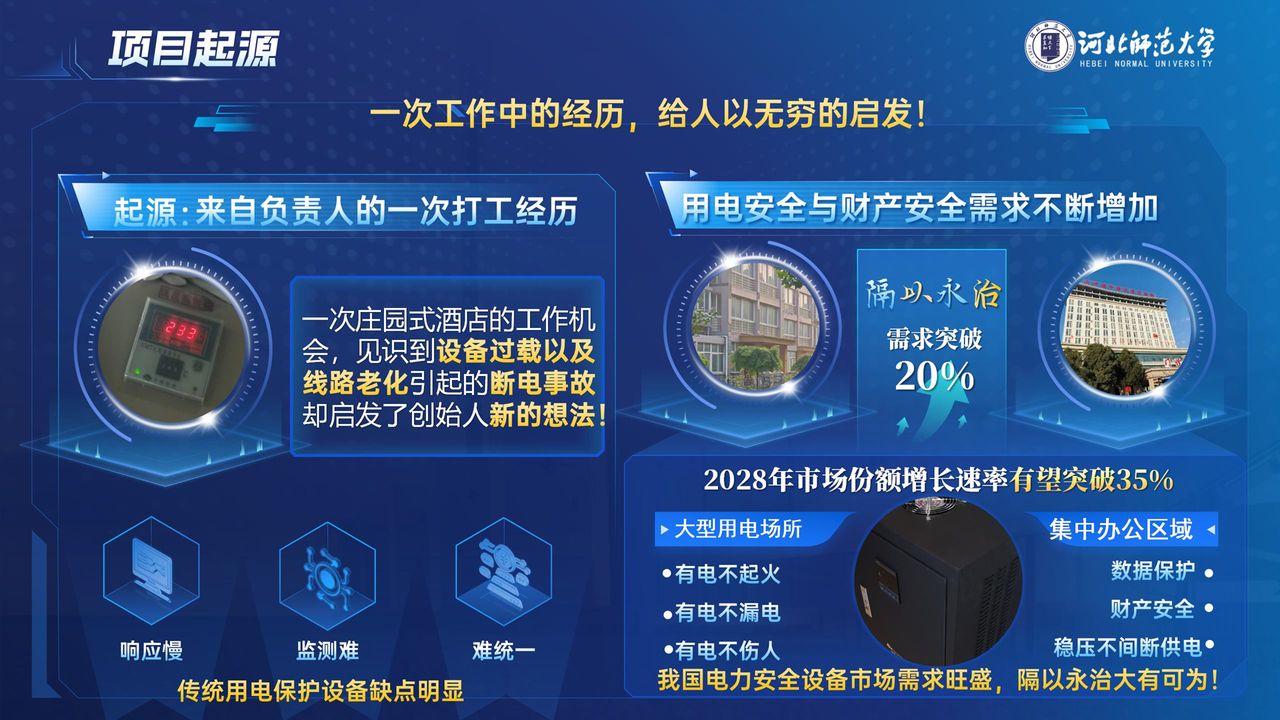 项目起源
河北师范大学
HEBEI NORMAL UNIVERSITY
一次工作中的经历，给人以无穷的启发！
起源：来自负责人的一次打工经历
233
一次庄园式酒店的工作机
会，见识到设备过载以及
线路老化引起的断电事故
却启发了创始人新的想法！
响应慢
监测难
难统一
传统用电保护设备缺点明显
用电安全与财产安全需求不断增加
隔以永治
需求突破
20%
2028年市场份额增长速率有望突破35%
大型用电场所
•有电不起火
•有电不漏电
•有电不伤人
集中办公区域
数据保护•
财产安全•
稳压不间断供电•
我国电力安全设备市场需求旺盛，隔以永治大有可为！